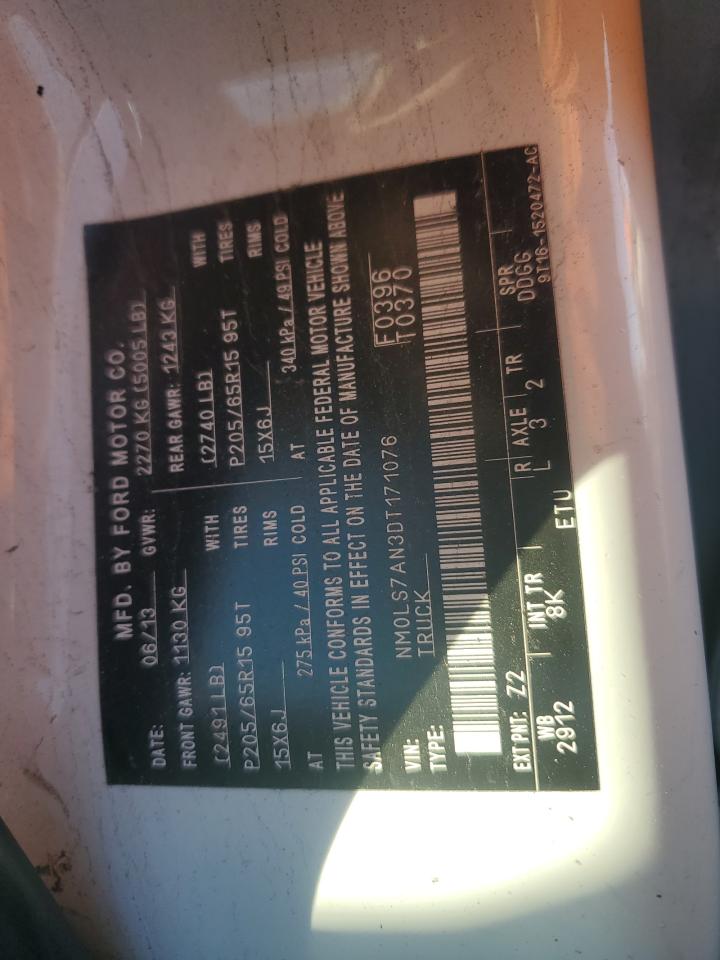 MFD. BY FORD MOTOR CO.
DATE: 06/13 GVWR: 2270 KG (5005 LB)
FRONT GAWR: 1130 KG REAR GAWR: 1243 KG
(2491LB) WITH (2740LB) WITH
P205/65R15 95T TIRES P205/65R15 95T TIRES
15X6J RIMS 15X6J RIMS
AT 275 kPa / 40 PSI COLD AT 340 kPa / 49 PSI COLD
THIS VEHICLE CONFORMS TO ALL APPLICABLE FEDERAL MOTOR VEHICLE
SAFETY STANDARDS IN EFFECT ON THE DATE OF MANUFACTURE SHOWN ABOVE
VIN: NM0LS7AN3DT171076 F0396
TYPE: TRUCK T0370
EXT PNT: Z2 R AXLE TR SPR
WB INT TR L 3 2 DDGG
2912 8K 9T16-1520472-AC
ETU